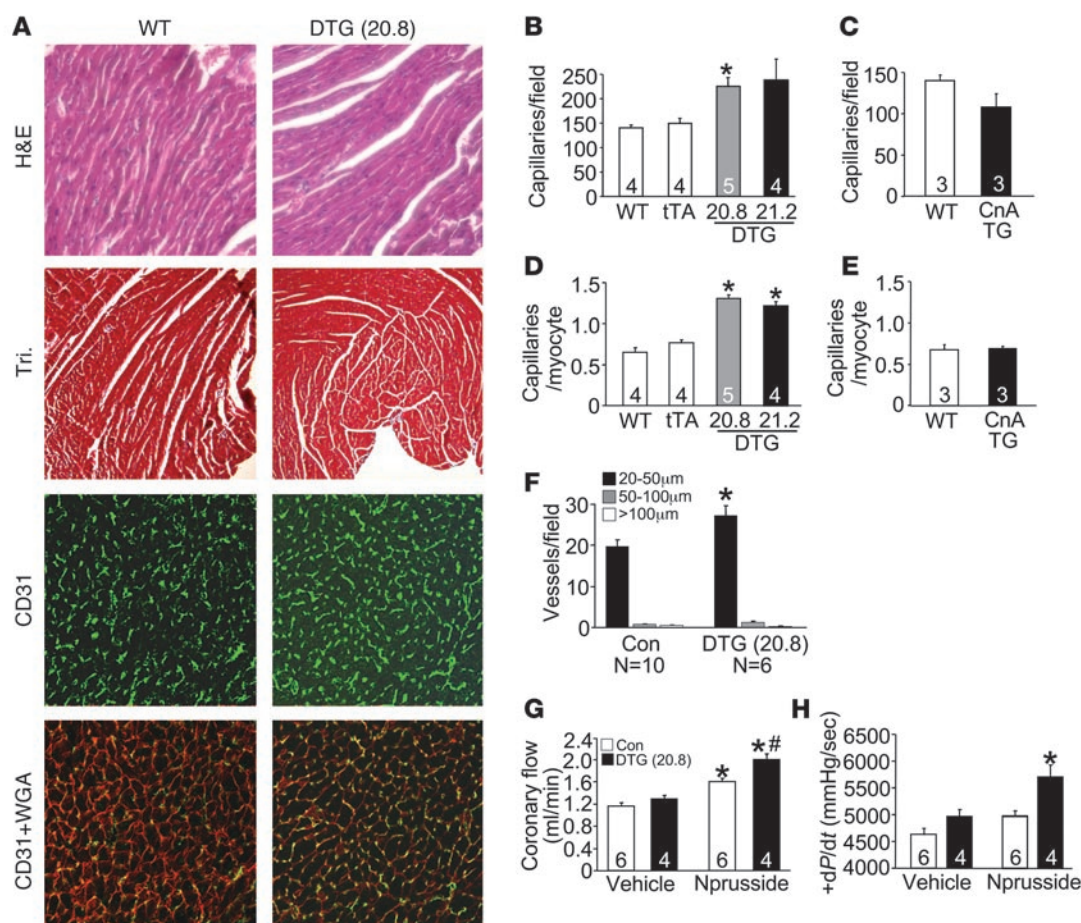 A
WT
DTG (20.8)
H&E
Tri.
CD31
CD31+WGA
B
Capillaries/field
250
200
150
100
50
0
4
4
5
4
*
WT
tTA
20.8
21.2
DTG
C
Capillaries/field
150
100
50
0
3
3
WT
CnA
TG
D
Capillaries
/myocyte
1.5
1.0
0.5
0
4
4
5
4
*
*
WT
tTA
20.8
21.2
DTG
E
Capillaries
/myocyte
1.5
1.0
0.5
0
3
3
WT
CnA
TG
F
20-50μm
50-100μm
>100μm
Vessels/field
30
20
10
0
*
Con
N=10
DTG (20.8)
N=6
G
Con
DTG (20.8)
Coronary flow
(ml/min)
2.4
2.0
1.6
1.2
0.8
0.4
0
6
4
6
4
*
*#
Vehicle
Nprusside
H
+dP/dt (mmHg/sec)
6000
5500
5000
4500
4000
6
4
6
4
*
Vehicle
Nprusside